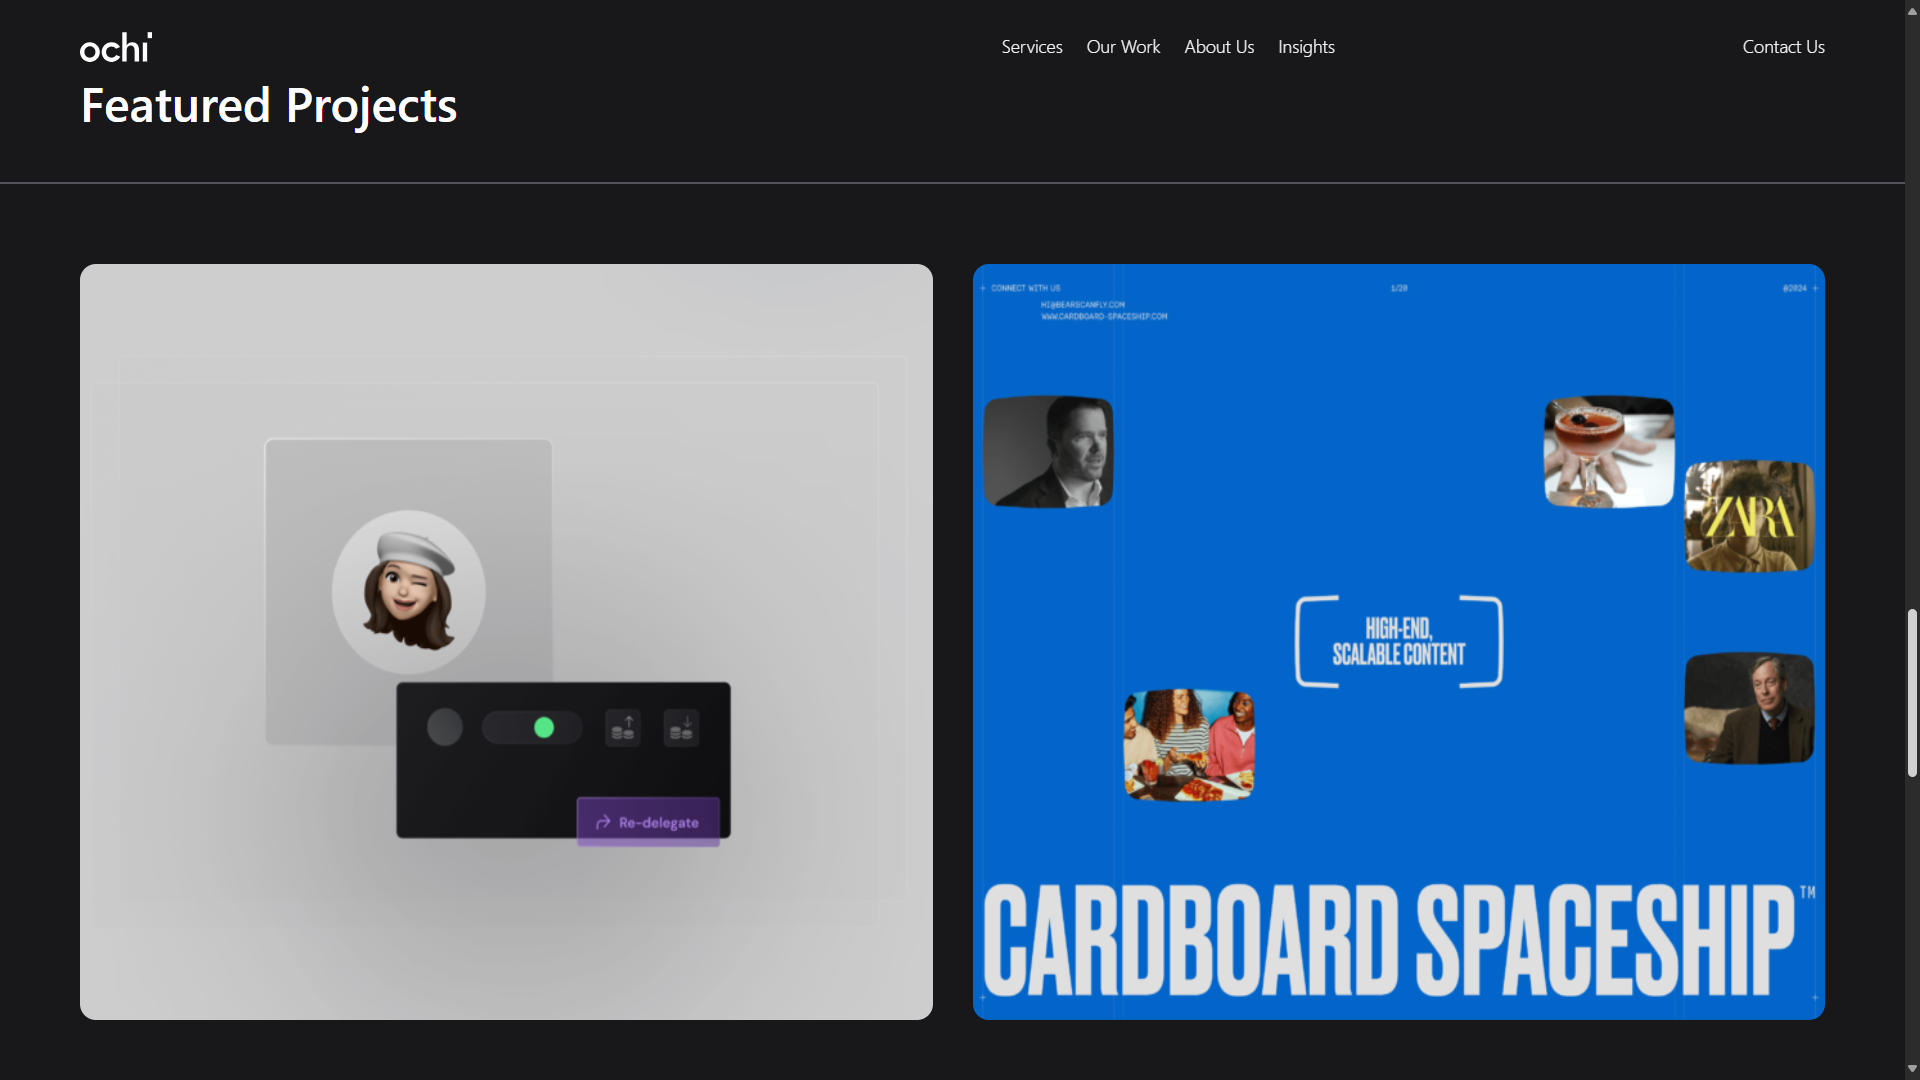 ochi
Services Our Work About Us Insights Contact Us
Featured Projects
Re-delegate
CONNECT WITH US 1/20 @2024
HI@BEARSCANFLY.COM
WWW.CARDBOARD-SPACESHIP.COM
ZARA
HIGH-END,
SCALABLE CONTENT
CARDBOARD SPACESHIP™